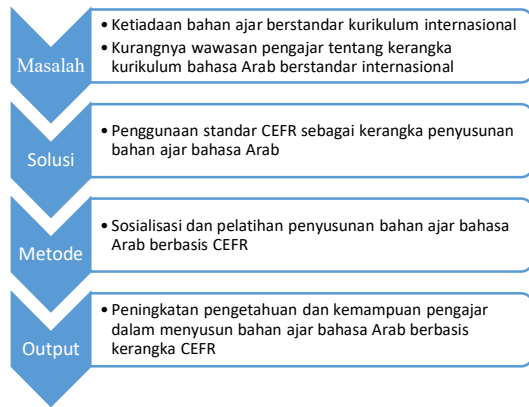 Masalah
• Ketiadaan bahan ajar berstandar kurikulum internasional
• Kurangnya wawasan pengajar tentang kerangka
kurikulum bahasa Arab berstandar internasional
Solusi
• Penggunaan standar CEFR sebagai kerangka penyusunan
bahan ajar bahasa Arab
Metode
• Sosialisasi dan pelatihan penyusunan bahan ajar bahasa
Arab berbasis CEFR
Output
• Peningkatan pengetahuan dan kemampuan pengajar
dalam menyusun bahan ajar bahasa Arab berbasis
kerangka CEFR